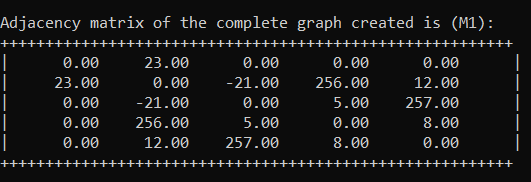 Adjacency matrix of the complete graph created is (M1):
+++++++++++++++++++++++++++++++++++++++++++++++++++++++++
| 0.00 23.00 0.00 0.00 0.00 |
| 23.00 0.00 -21.00 256.00 12.00 |
| 0.00 -21.00 0.00 5.00 257.00 |
| 0.00 256.00 5.00 0.00 8.00 |
| 0.00 12.00 257.00 8.00 0.00 |
+++++++++++++++++++++++++++++++++++++++++++++++++++++++++